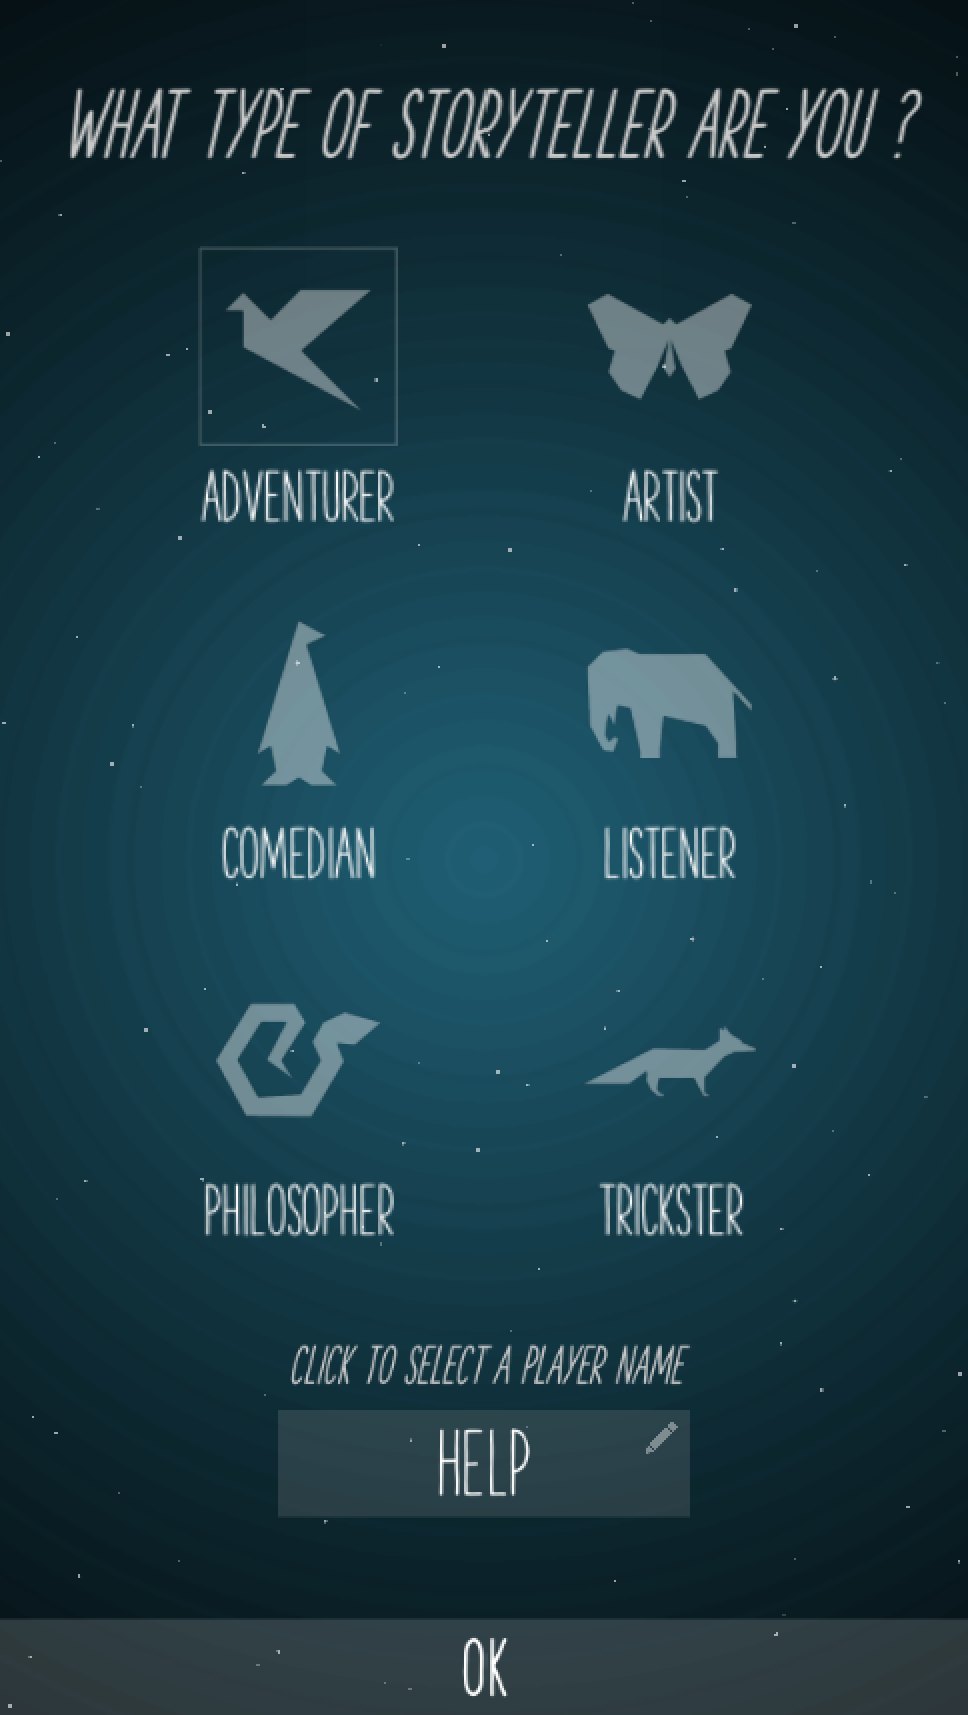 WHAT TYPE OF STORYTELLER ARE YOU ?
ADVENTURER
ARTIST
COMEDIAN
LISTENER
PHILOSOPHER
TRICKSTER
CLICK TO SELECT A PLAYER NAME
HELP
OK